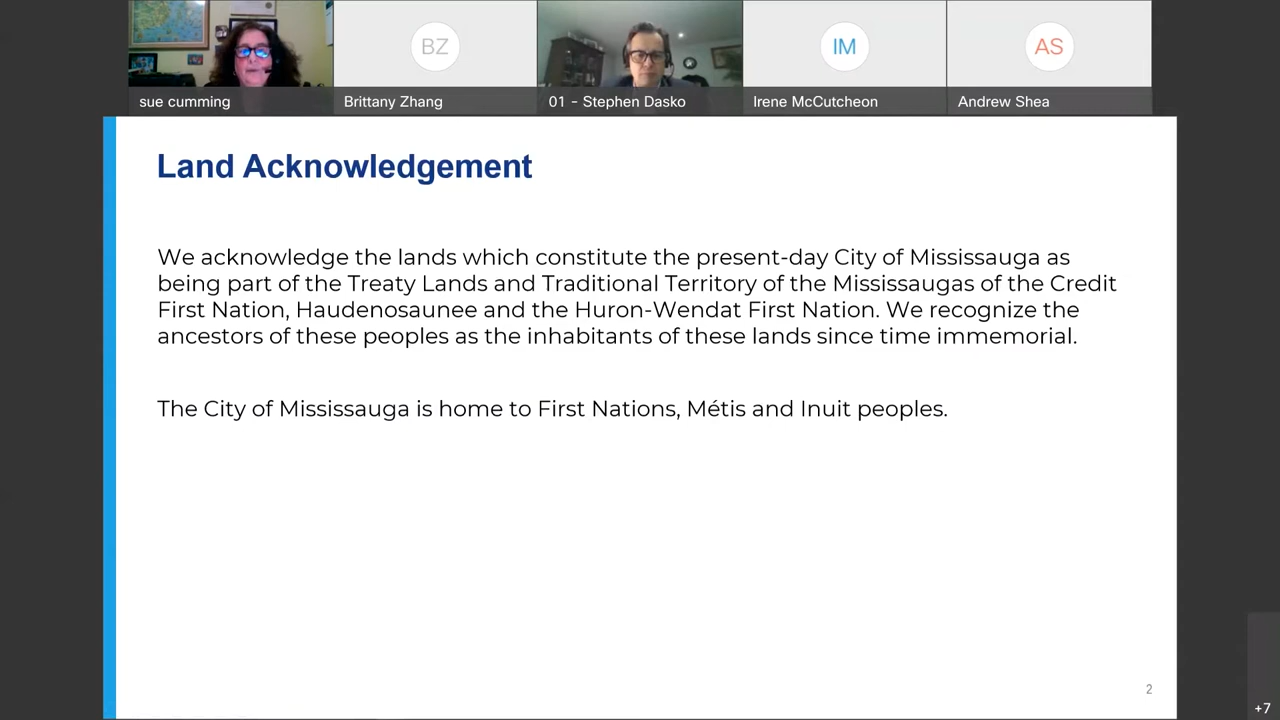 BZ
IM
AS
sue cumming
Brittany Zhang
01 - Stephen Dasko
Irene McCutcheon
Andrew Shea
Land Acknowledgement
We acknowledge the lands which constitute the present-day City of Mississauga as
being part of the Treaty Lands and Traditional Territory of the Mississaugas of the Credit
First Nation, Haudenosaunee and the Huron-Wendat First Nation. We recognize the
ancestors of these peoples as the inhabitants of these lands since time immemorial.
The City of Mississauga is home to First Nations, Métis and Inuit peoples.
2
+7